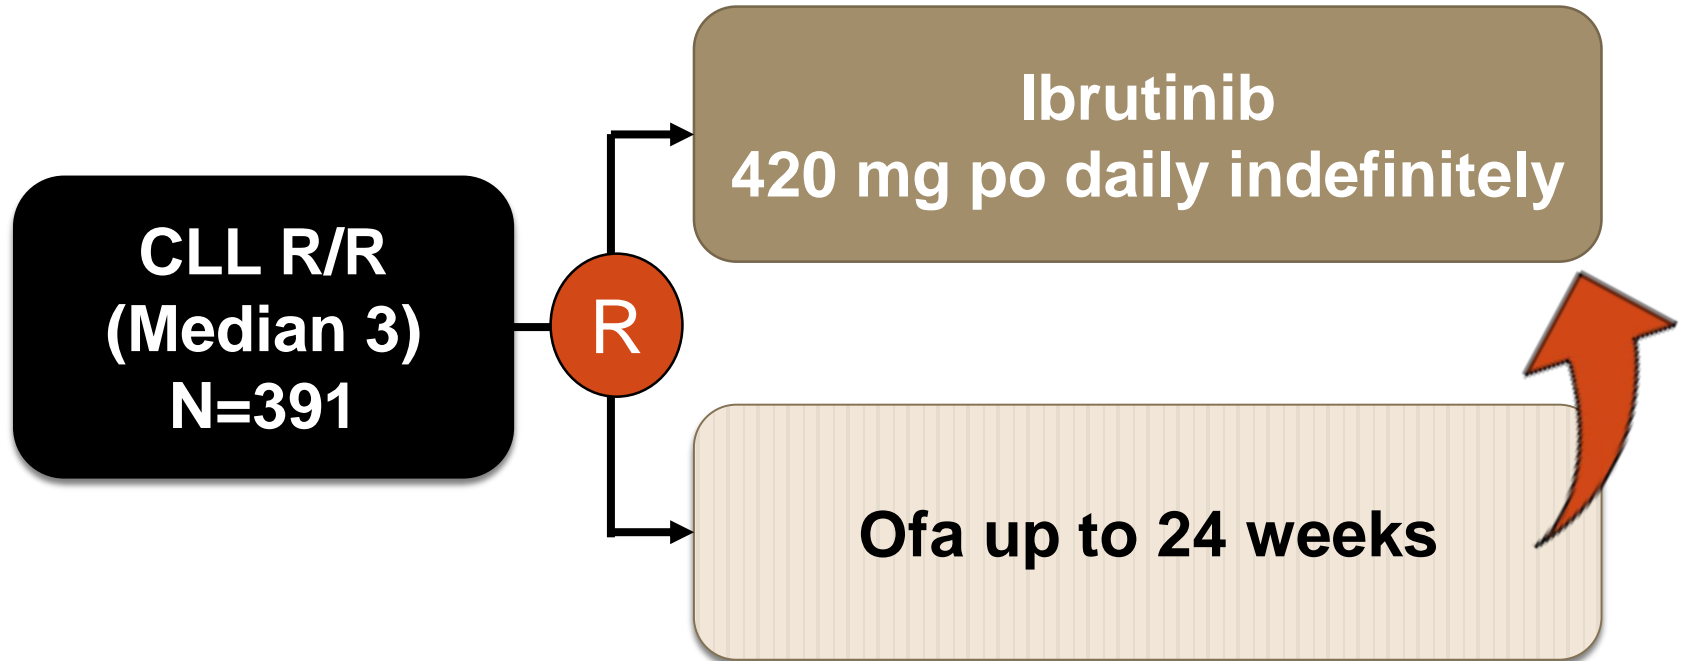 CLL R/R
(Median 3)
N=391
R
Ibrutinib
420 mg po daily indefinitely
Ofa up to 24 weeks